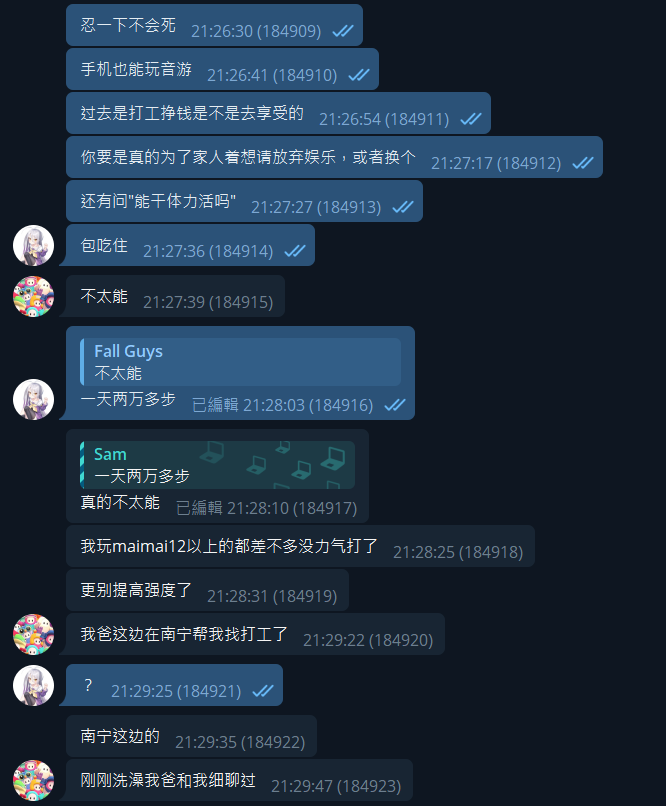 忍一下不会死 21:26:30 (184909)
手机也能玩音游 21:26:41 (184910)
过去是打工挣钱是不是去享受的 21:26:54 (184911)
你要是真的为了家人着想请放弃娱乐，或者换个 21:27:17 (184912)
还有问"能干体力活吗" 21:27:27 (184913)
包吃住 21:27:36 (184914)
不太能 21:27:39 (184915)
Fall Guys
不太能
一天两万多步 已編輯 21:28:03 (184916)
Sam
一天两万多步
真的不太能 已編輯 21:28:10 (184917)
我玩maimai12以上的都差不多没力气打了 21:28:25 (184918)
更别提高强度了 21:28:31 (184919)
我爸这边在南宁帮我找打工了 21:29:22 (184920)
？ 21:29:25 (184921)
南宁这边的 21:29:35 (184922)
刚刚洗澡我爸和我细聊过 21:29:47 (184923)